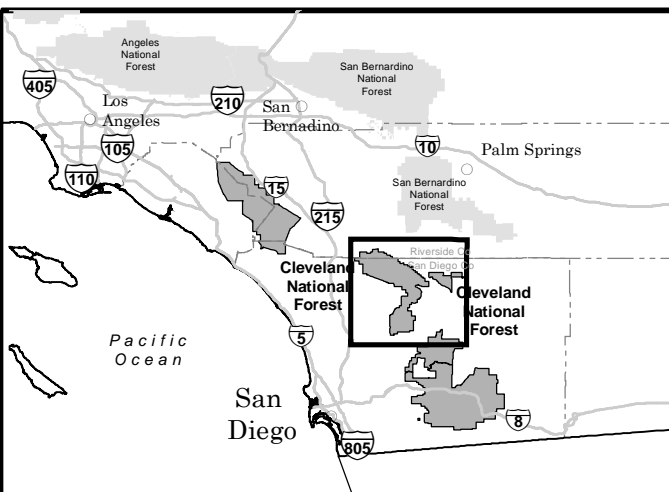 Angeles
National
Forest
San Bernardino
National
Forest
405
Los
Angeles
210
San
Bernadino
105
10
Palm Springs
110
15
San Bernardino
National
Forest
215
Riverside Co
San Diego Co
Cleveland
National
Forest
Cleveland
National
Forest
5
Pacific
Ocean
San
Diego
8
805